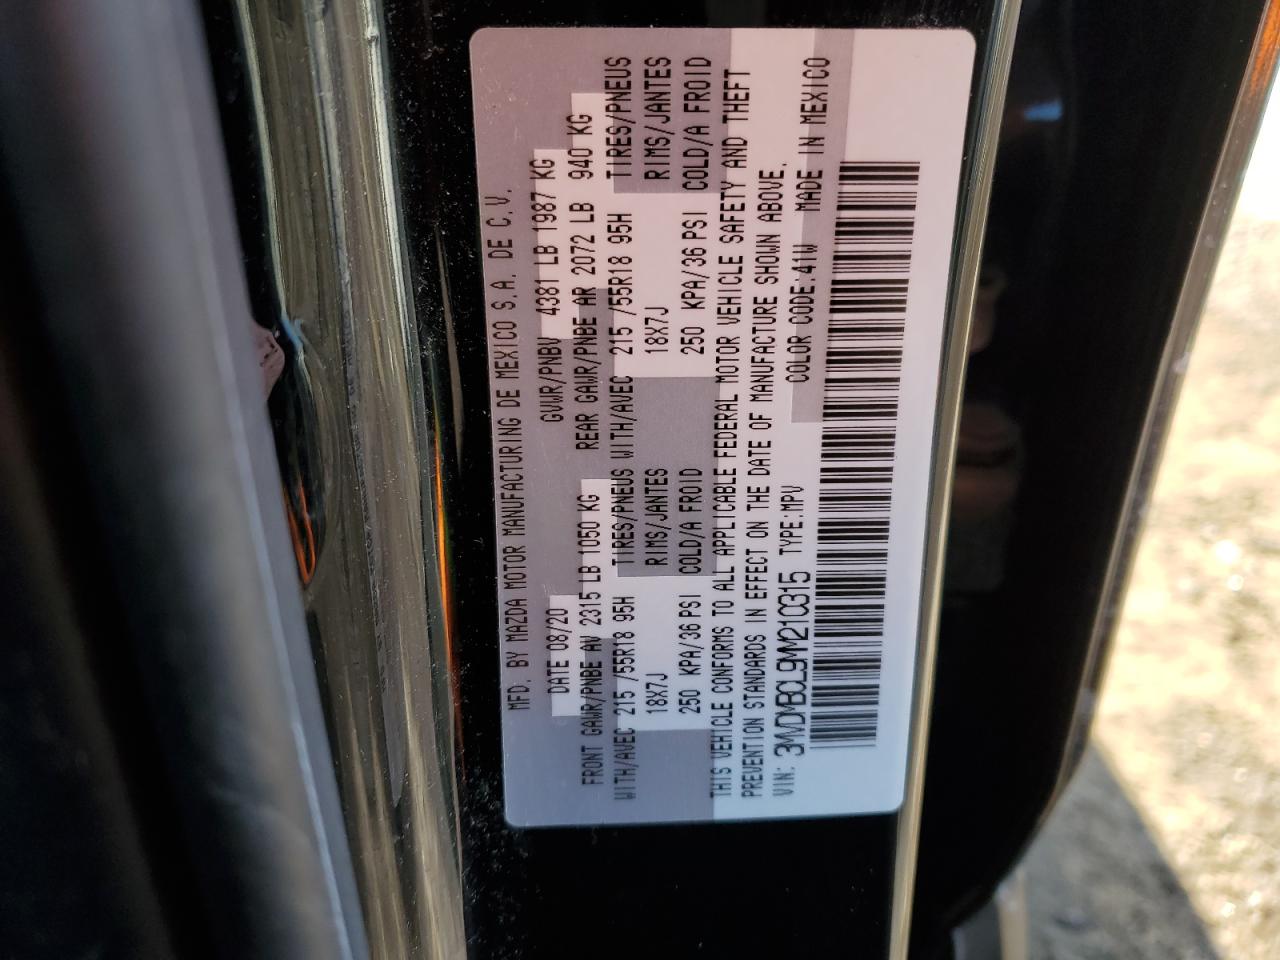 MFD. BY MAZDA MOTOR MANUFACTURING DE MEXICO S.A. DE C.V.
DATE 08/20 GVWR/PNBV 4381 LB 1987 KG
FRONT GAWR/PNBE AV 2315 LB 1050 KG REAR GAWR/PNBE AR 2072 LB 940 KG
WITH/AVEC 215 /55R18 95H TIRES/PNEUS WITH/AVEC 215 /55R18 95H TIRES/PNEUS
18X7J RIMS/JANTES 18X7J RIMS/JANTES
250 KPA/36 PSI COLD/A FROID 250 KPA/36 PSI COLD/A FROID
THIS VEHICLE CONFORMS TO ALL APPLICABLE FEDERAL MOTOR VEHICLE SAFETY AND THEFT
PREVENTION STANDARDS IN EFFECT ON THE DATE OF MANUFACTURE SHOWN ABOVE.
VIN: 3MVDMBCL9MM210315 TYPE:MPV COLOR CODE:41W MADE IN MEXICO